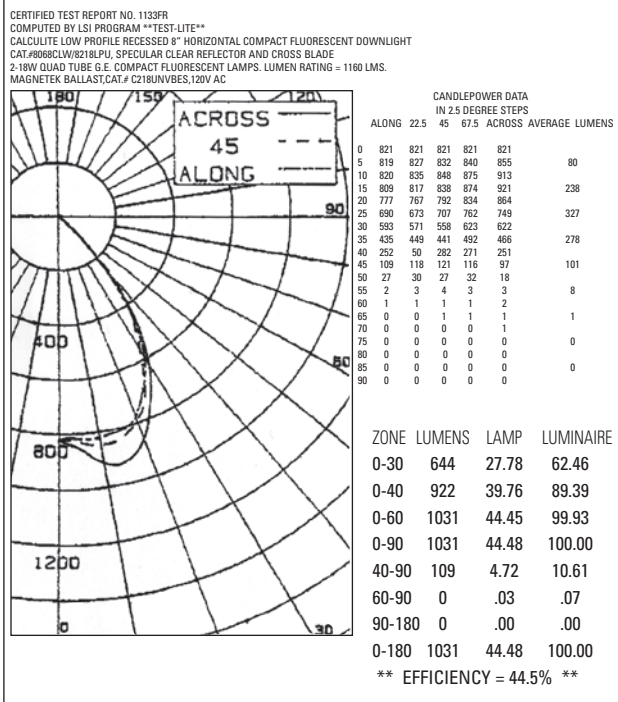 CERTIFIED TEST REPORT NO. 1133FR
COMPUTED BY LSI PROGRAM **TEST-LITE**
CALCULITE LOW PROFILE RECESSED 8" HORIZONTAL COMPACT FLUORESCENT DOWNLIGHT
CAT.#8068CLW/8218LPU, SPECULAR CLEAR REFLECTOR AND CROSS BLADE
2-18W QUAD TUBE G.E. COMPACT FLUORESCENT LAMPS. LUMEN RATING = 1160 LMS.
MAGNETEK BALLAST,CAT.# C218UNVBES,120V AC
180 150 120
ACROSS
45
ALONG
90
60
400
800
1200
0 30
CANDLEPOWER DATA
IN 2.5 DEGREE STEPS
ALONG 22.5 45 67.5 ACROSS AVERAGE LUMENS
0 821 821 821 821 821
5 819 827 832 840 855 80
10 820 835 848 875 913
15 809 817 838 874 921 238
20 777 767 792 834 864
25 690 673 707 762 749 327
30 593 571 558 623 622
35 435 449 441 492 466 278
40 252 50 282 271 251
45 109 118 121 116 97 101
50 27 30 27 32 18
55 2 3 4 3 3 8
60 1 1 1 1 2
65 0 0 1 1 1 1
70 0 0 0 0 1
75 0 0 0 0 0 0
80 0 0 0 0 0
85 0 0 0 0 0 0
90 0 0 0 0 0
ZONE LUMENS LAMP LUMINAIRE
0-30 644 27.78 62.46
0-40 922 39.76 89.39
0-60 1031 44.45 99.93
0-90 1031 44.48 100.00
40-90 109 4.72 10.61
60-90 0 .03 .07
90-180 0 .00 .00
0-180 1031 44.48 100.00
** EFFICIENCY = 44.5% **